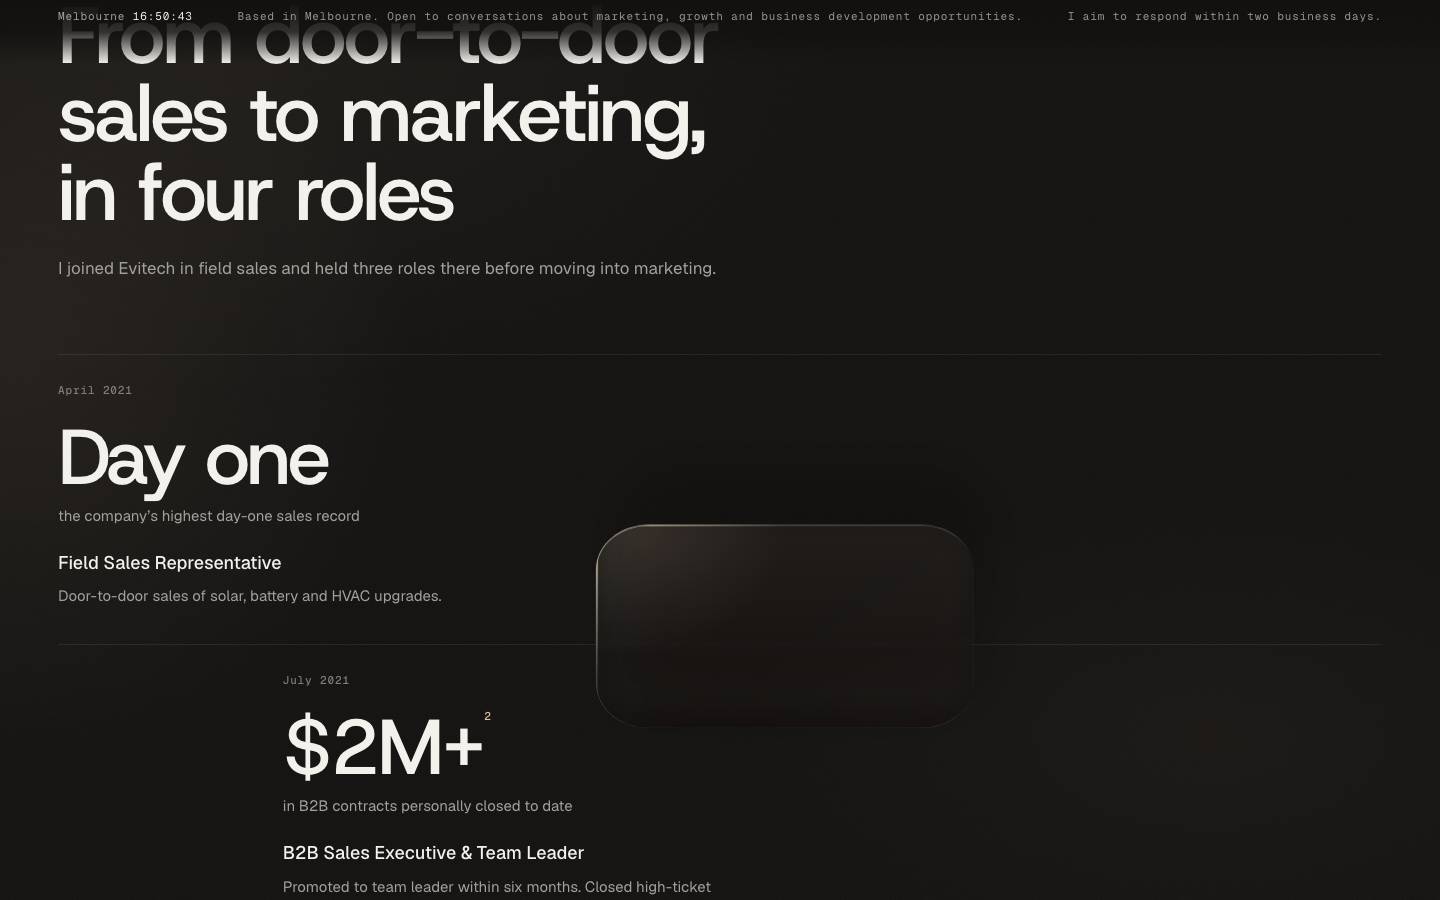 Melbourne 16:50:43 Based in Melbourne. Open to conversations about marketing, growth and business development opportunities. I aim to respond within two business days.
From door-to-door
sales to marketing,
in four roles
I joined Evitech in field sales and held three roles there before moving into marketing.
April 2021
Day one
the company’s highest day-one sales record
Field Sales Representative
Door-to-door sales of solar, battery and HVAC upgrades.
July 2021
$2M+ 2
in B2B contracts personally closed to date
B2B Sales Executive & Team Leader
Promoted to team leader within six months. Closed high-ticket